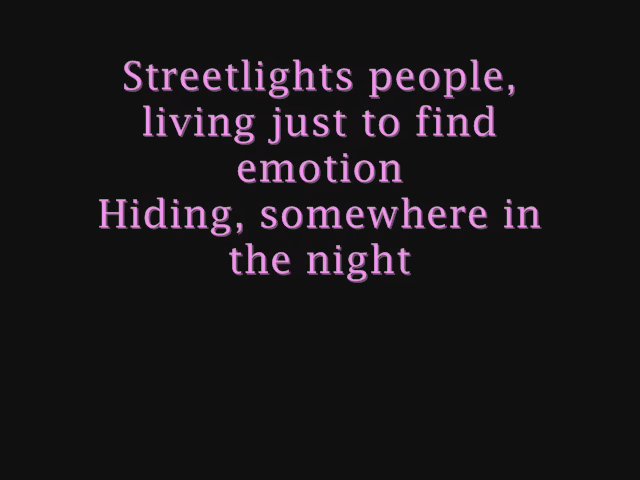 Streetlights people,
living just to find
emotion
Hiding, somewhere in
the night